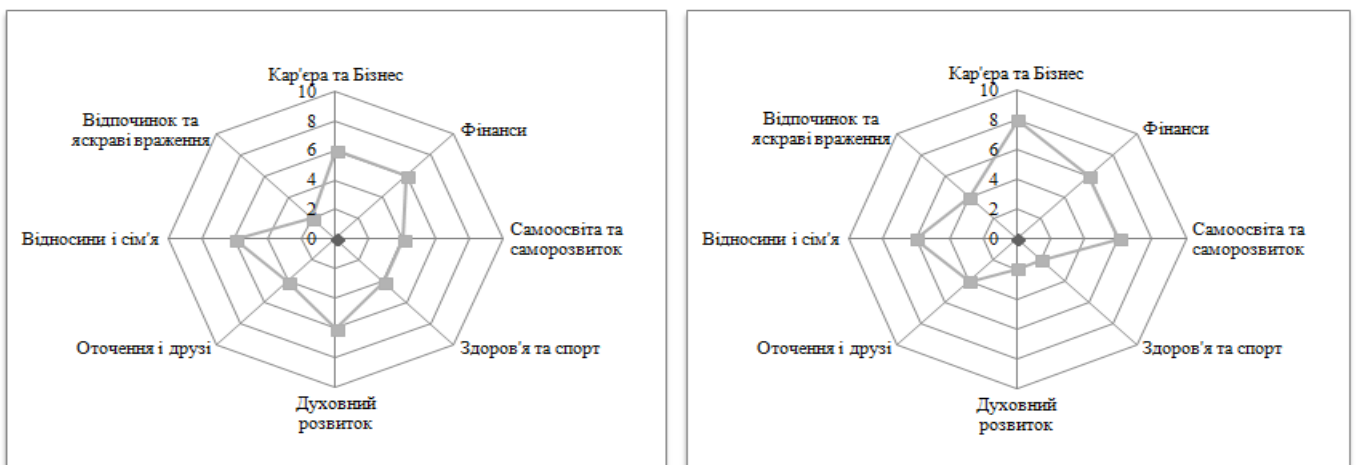 Кар'єра та Бізнес
10
8
6
4
2
0
Фінанси
Самоосвіта та
саморозвиток
Здоров'я та спорт
Духовний
розвиток
Оточення і друзі
Відносини і сім'я
Відпочинок та
яскраві враження
Кар'єра та Бізнес
10
8
6
4
2
0
Фінанси
Самоосвіта та
саморозвиток
Здоров'я та спорт
Духовний
розвиток
Оточення і друзі
Відносини і сім'я
Відпочинок та
яскраві враження